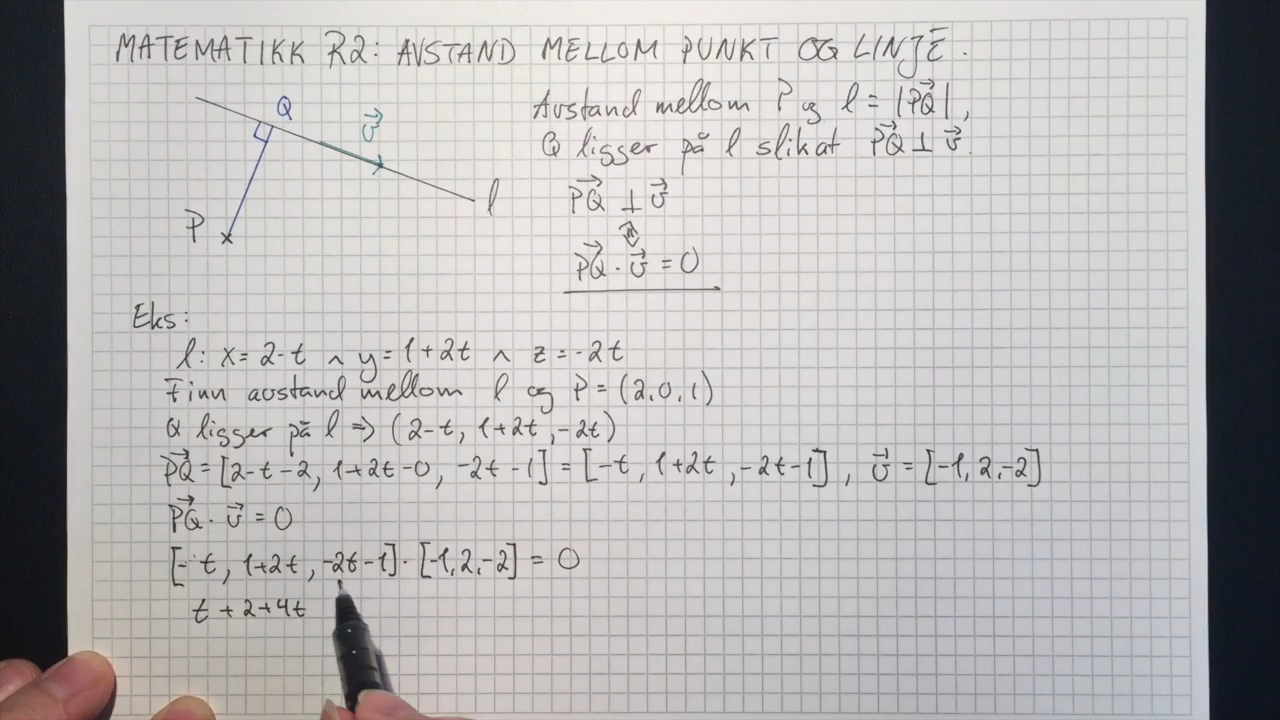 MATEMATIKK R2: AVSTAND MELLOM PUNKT OG LINJE.
Q
v⃗
l
P
Avstand mellom P og l = |PQ⃗|,
Q ligger på l slik at PQ⃗ ⊥ v⃗.
PQ⃗ ⊥ v⃗
⇕
PQ⃗ · v⃗ = 0
Eks:
l: x = 2-t ∧ y = 1+2t ∧ z = -2t
Finn avstand mellom l og P = (2,0,1)
Q ligger på l ⇒ (2-t, 1+2t, -2t)
PQ⃗ = [2-t-2, 1+2t-0, -2t-1] = [-t, 1+2t, -2t-1], v⃗ = [-1,2,-2]
PQ⃗ · v⃗ = 0
[-t, 1+2t, -2t-1] · [-1,2,-2] = 0
t + 2+4t